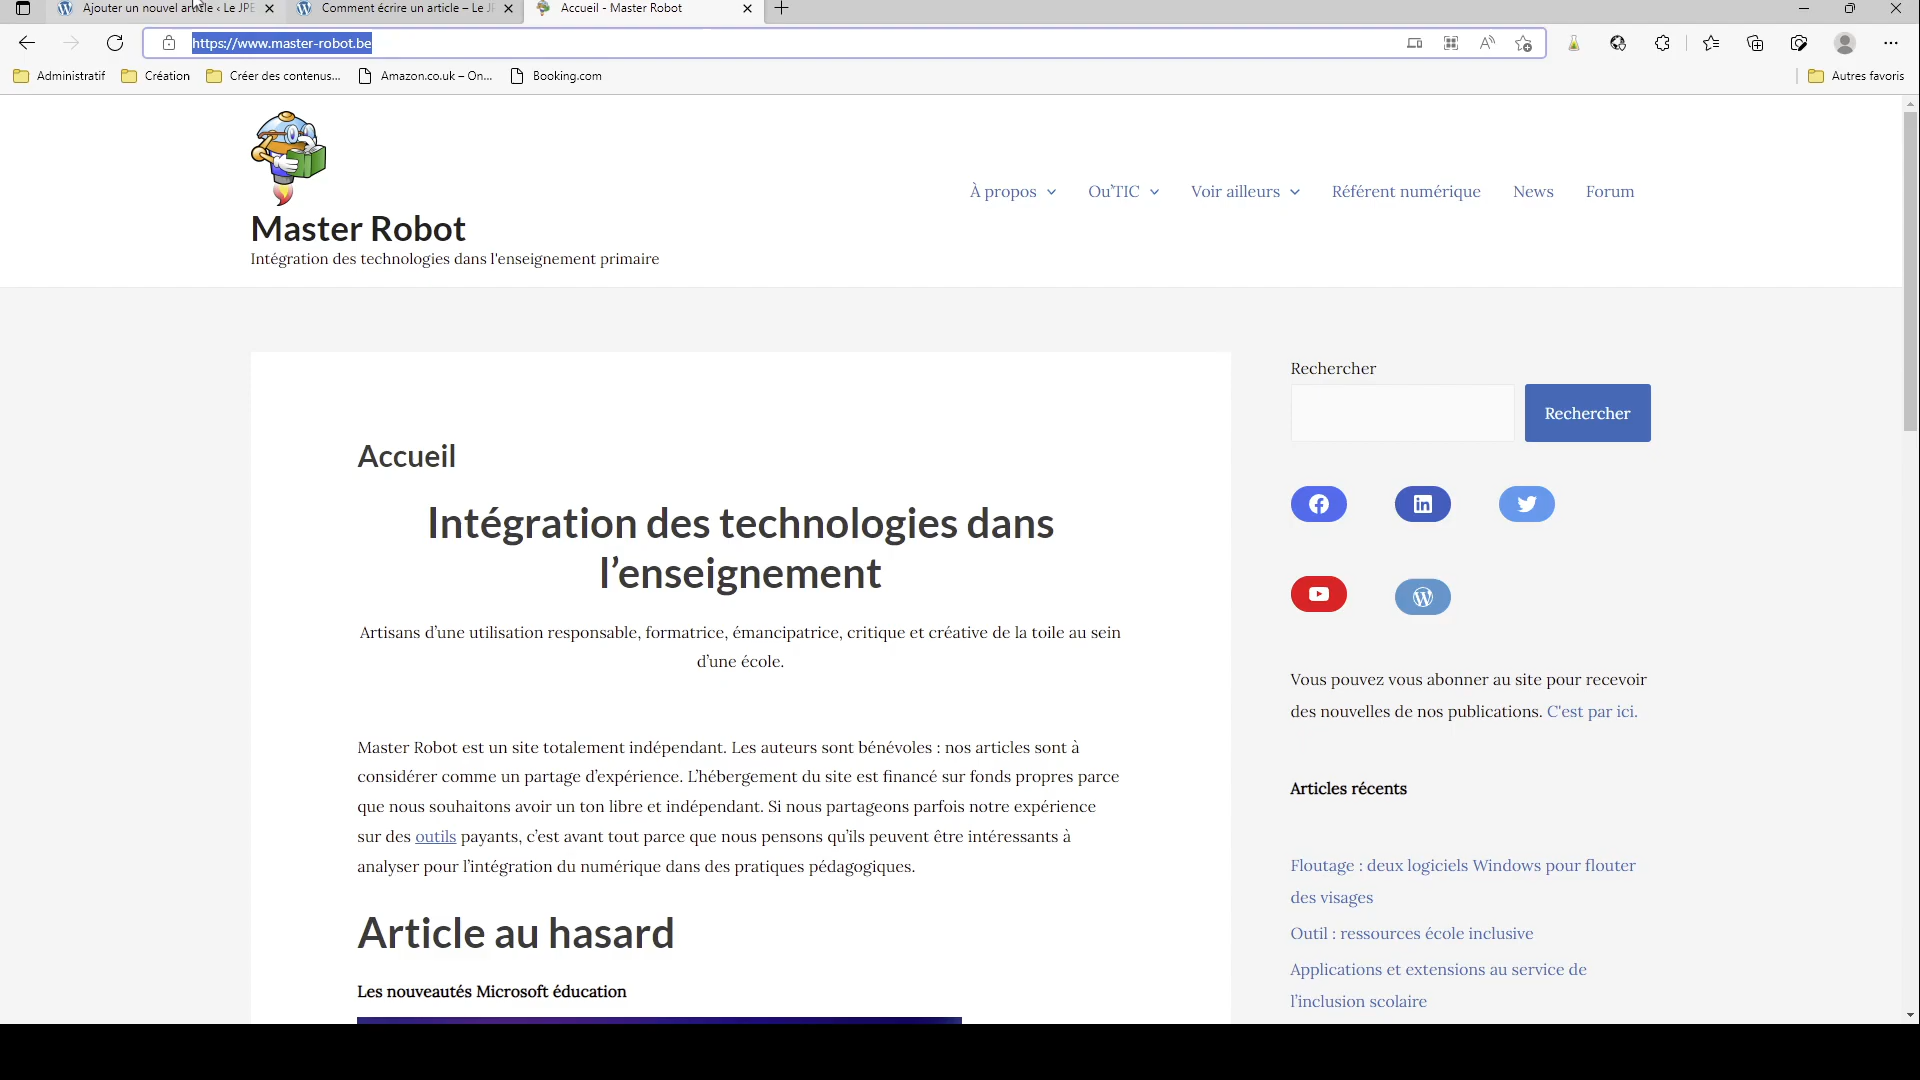 Ajouter un nouvel article ‹ Le JPE
Comment écrire un article – Le J
Accueil - Master Robot
https://www.master-robot.be
Administratif
Création
Créer des contenus...
Amazon.co.uk – On...
Booking.com
Autres favoris
Master Robot
Intégration des technologies dans l'enseignement primaire
À propos
Ou’TIC
Voir ailleurs
Référent numérique
News
Forum
Accueil
Intégration des technologies dans
l’enseignement
Artisans d’une utilisation responsable, formatrice, émancipatrice, critique et créative de la toile au sein
d’une école.
Master Robot est un site totalement indépendant. Les auteurs sont bénévoles : nos articles sont à
considérer comme un partage d’expérience. L’hébergement du site est financé sur fonds propres parce
que nous souhaitons avoir un ton libre et indépendant. Si nous partageons parfois notre expérience
sur des outils payants, c’est avant tout parce que nous pensons qu’ils peuvent être intéressants à
analyser pour l’intégration du numérique dans des pratiques pédagogiques.
Article au hasard
Les nouveautés Microsoft éducation
Rechercher
Rechercher
Vous pouvez vous abonner au site pour recevoir
des nouvelles de nos publications. C'est par ici.
Articles récents
Floutage : deux logiciels Windows pour flouter
des visages
Outil : ressources école inclusive
Applications et extensions au service de
l’inclusion scolaire